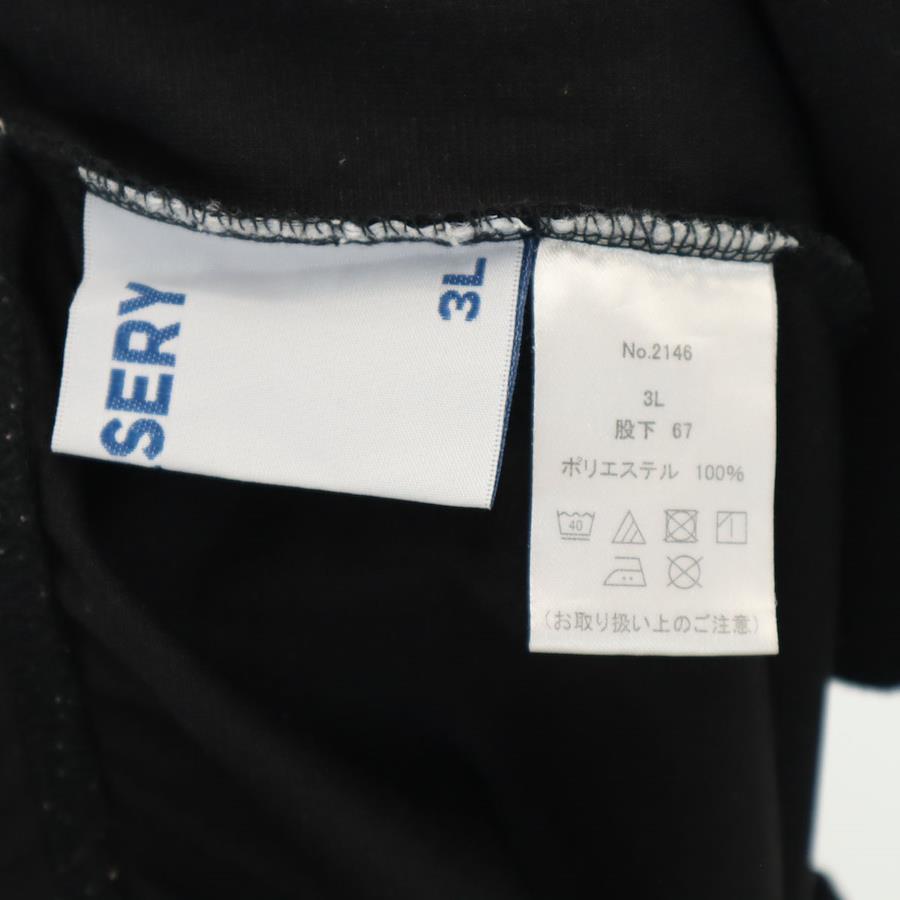 SERY
3L
No.2146
3L
股下 67
ポリエステル 100%
40
(お取り扱い上のご注意)